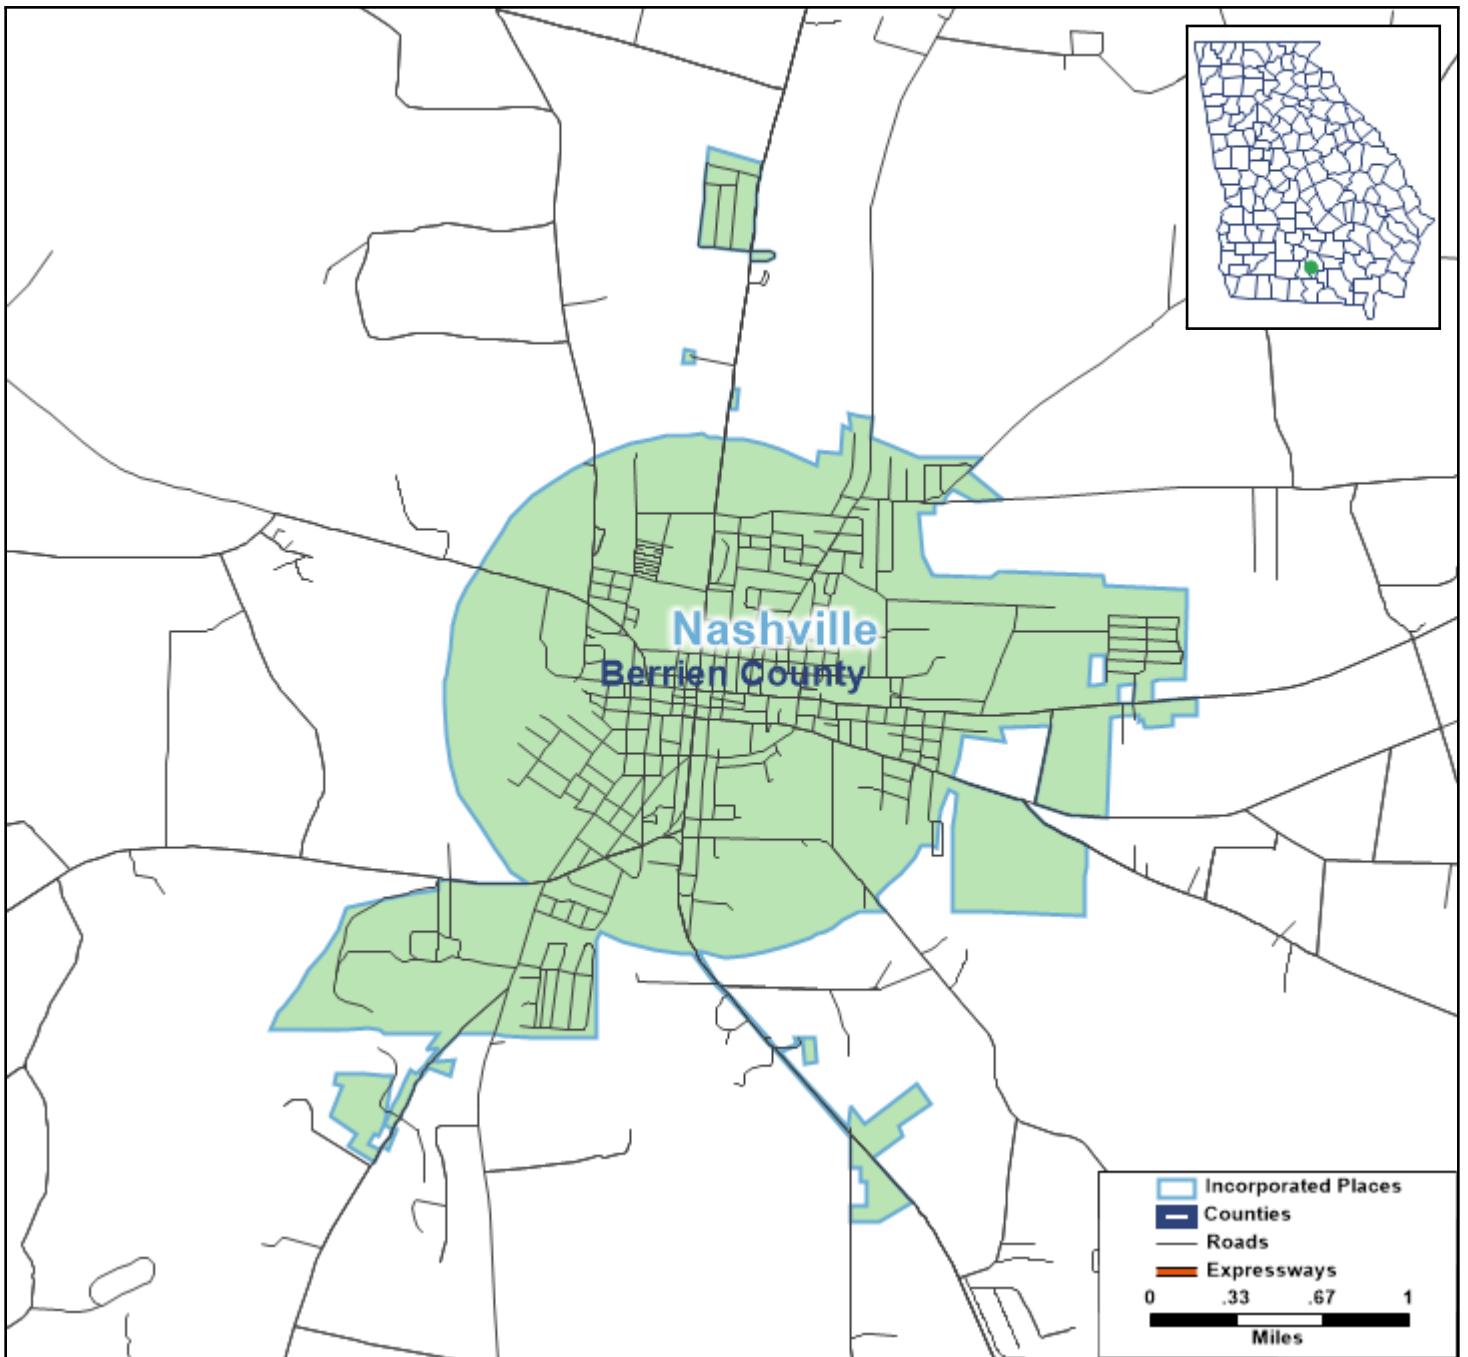 Nashville
Berrien County
Incorporated Places
Counties
Roads
Expressways
0 .33 .67 1
Miles